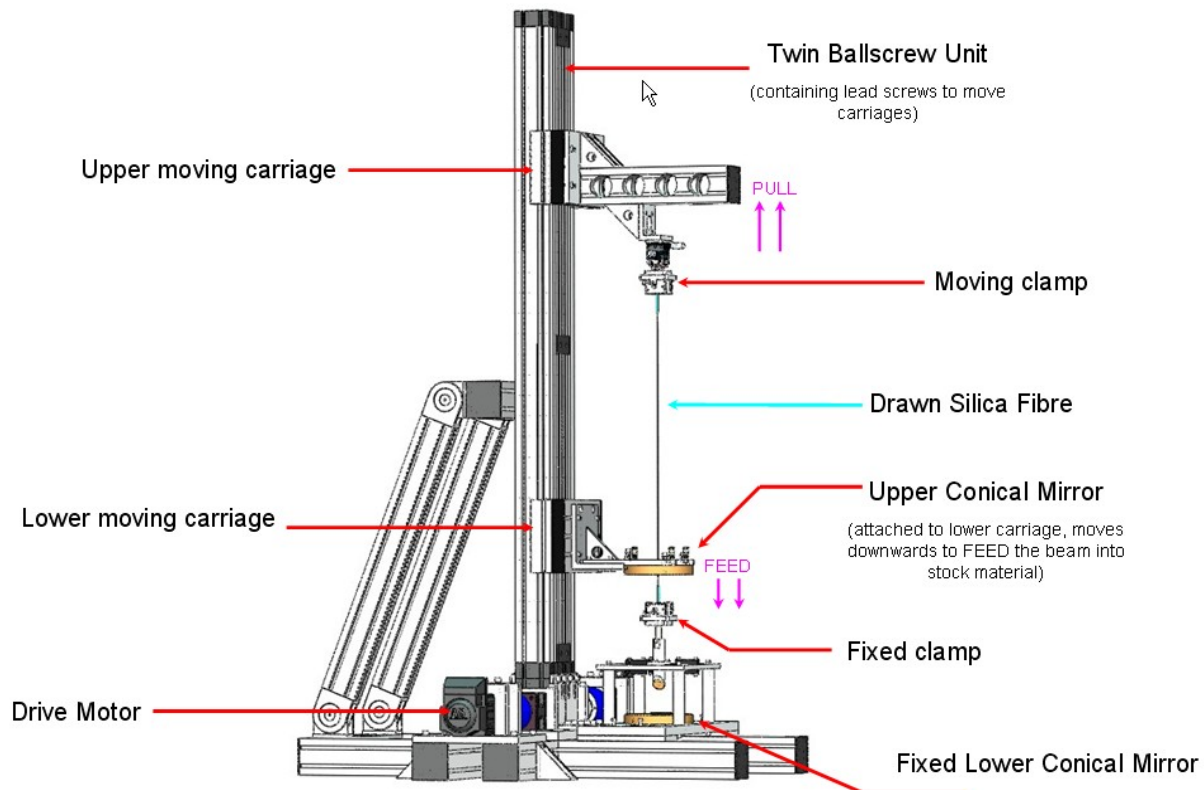 Twin Ballscrew Unit
(containing lead screws to move
carriages)
Upper moving carriage
PULL
Moving clamp
Drawn Silica Fibre
Upper Conical Mirror
(attached to lower carriage, moves
downwards to FEED the beam into
stock material)
Lower moving carriage
FEED
Fixed clamp
Drive Motor
Fixed Lower Conical Mirror